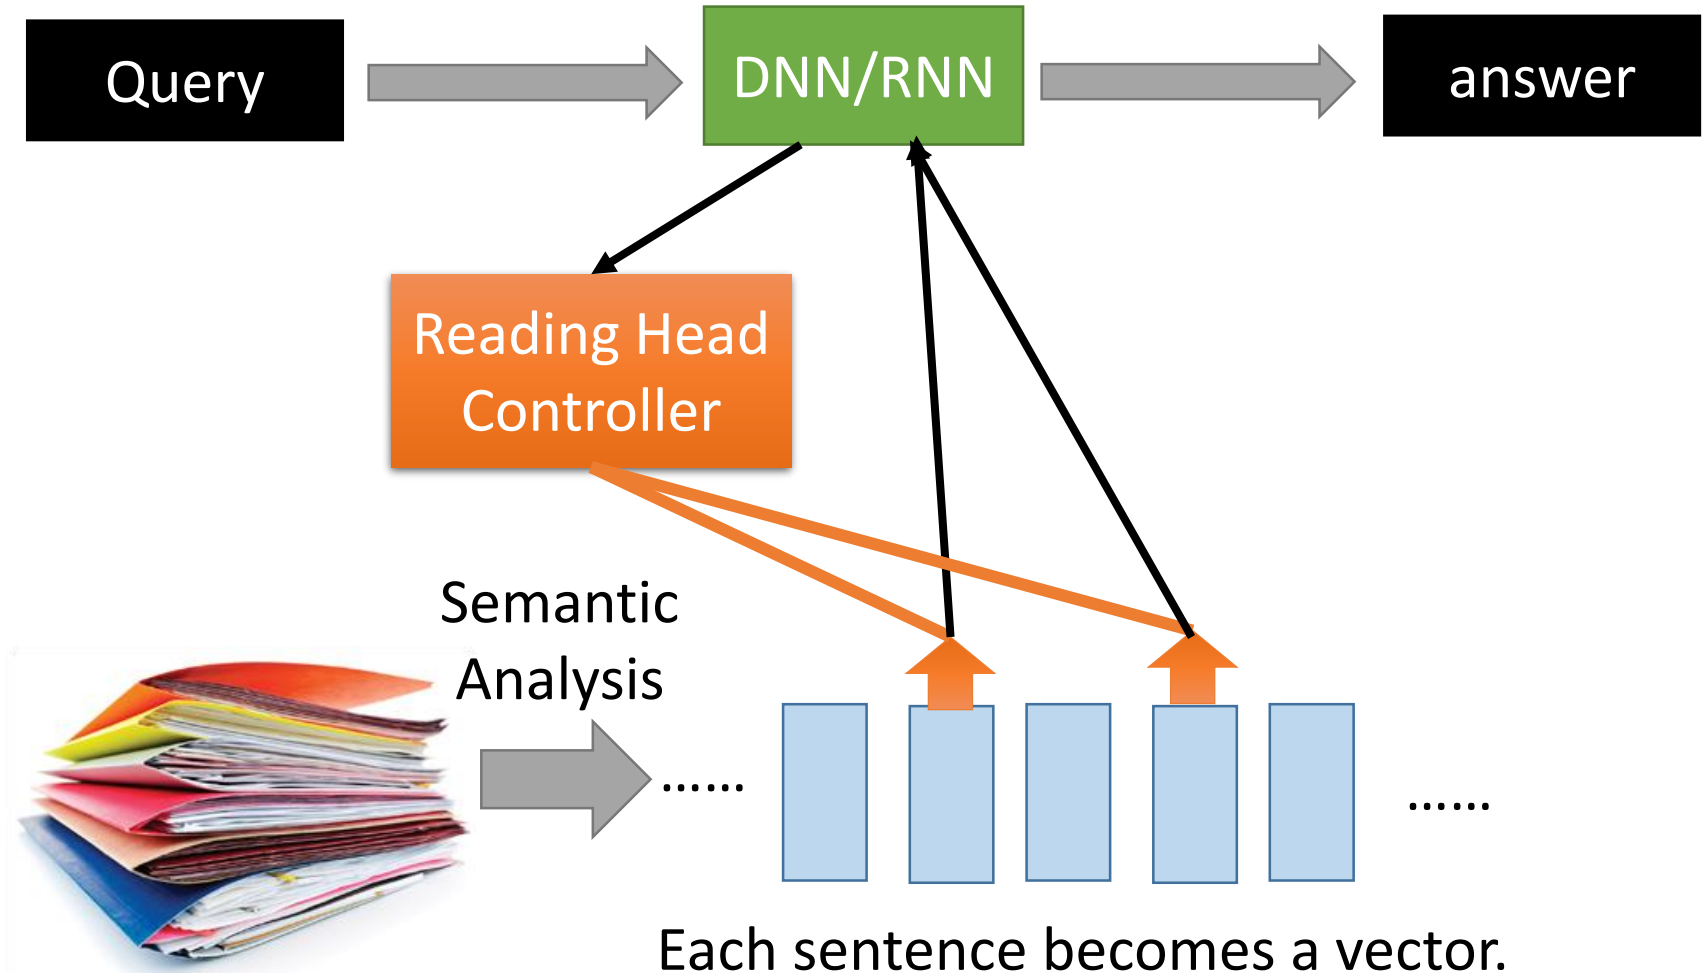 Query
DNN/RNN
answer
Reading Head
Controller
Semantic
Analysis
……
……
Each sentence becomes a vector.